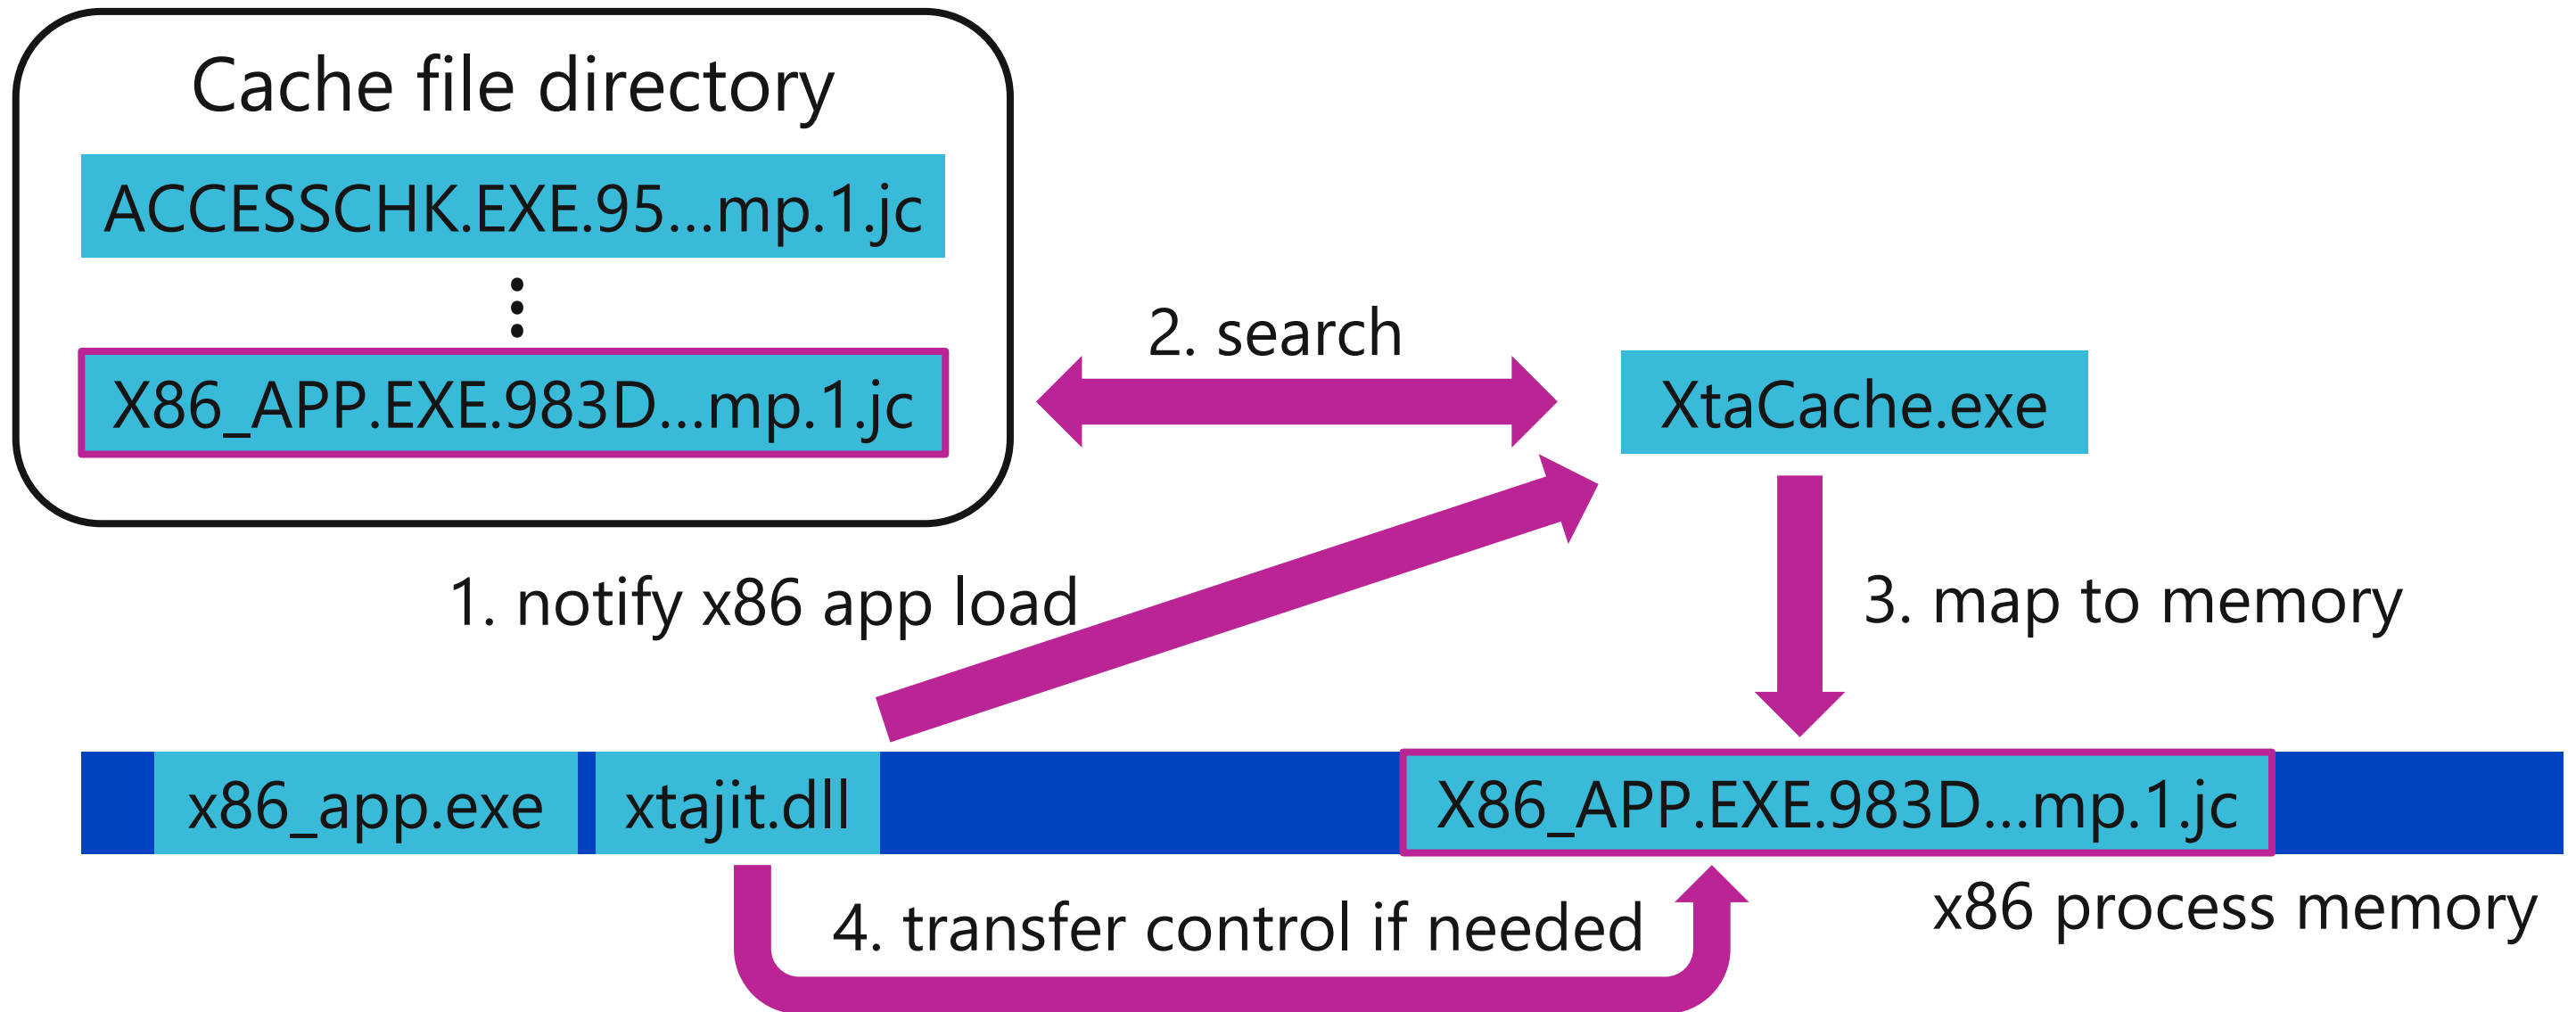 Cache file directory
ACCESSCHK.EXE.95...mp.1.jc
X86_APP.EXE.983D...mp.1.jc
2. search
XtaCache.exe
1. notify x86 app load
3. map to memory
x86_app.exe
xtajit.dll
X86_APP.EXE.983D...mp.1.jc
4. transfer control if needed
x86 process memory